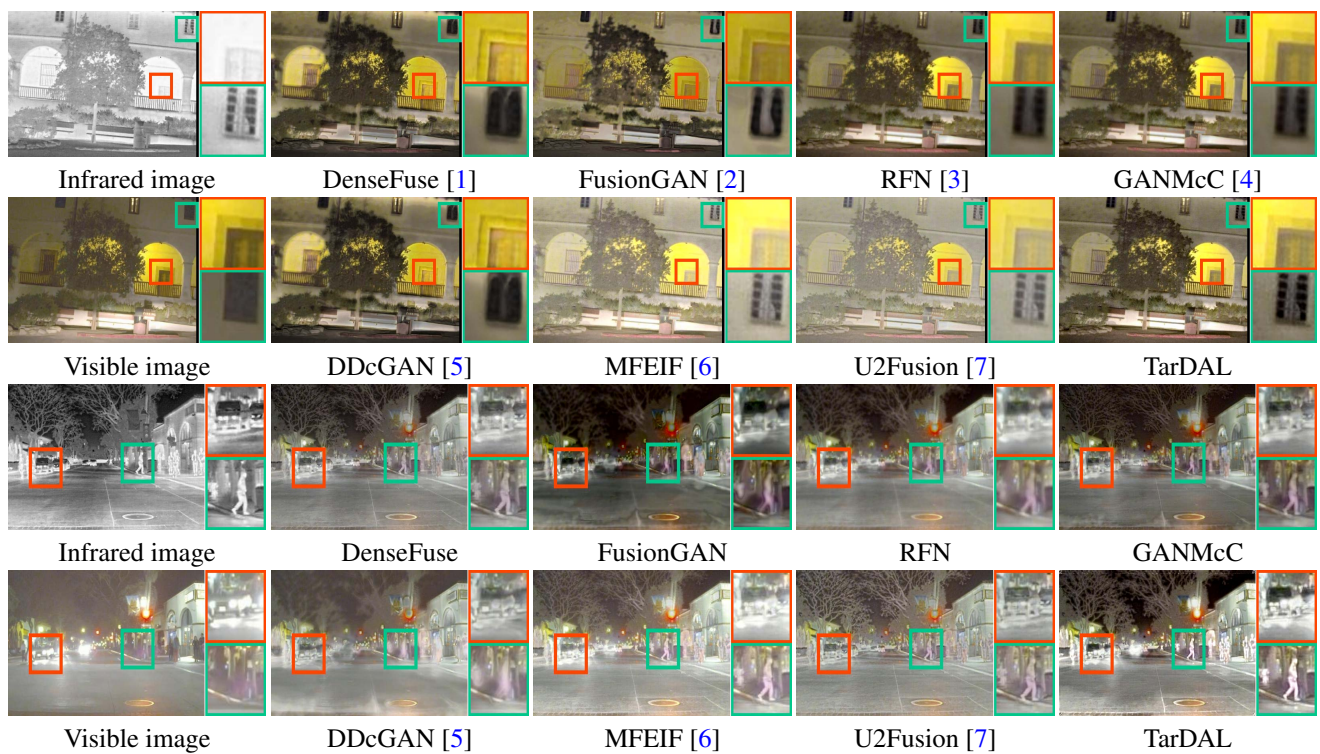 Infrared image DenseFuse [1] FusionGAN [2] RFN [3] GANMcC [4]
Visible image DDcGAN [5] MFEIF [6] U2Fusion [7] TarDAL
Infrared image DenseFuse FusionGAN RFN GANMcC
Visible image DDcGAN [5] MFEIF [6] U2Fusion [7] TarDAL